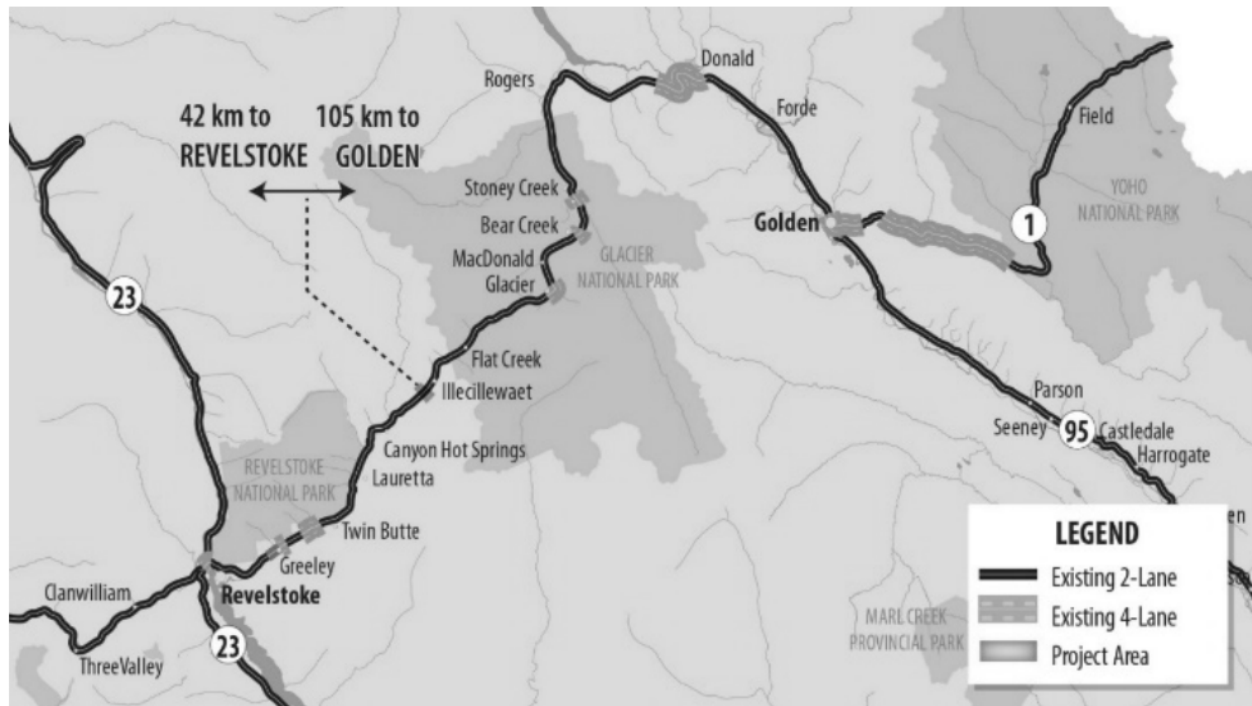 Donald
Rogers
Forde
Field
42 km to
REVELSTOKE
105 km to
GOLDEN
Stoney Creek
Bear Creek
MacDonald
Glacier
GLACIER
NATIONAL PARK
Golden
1
YOHO
NATIONAL PARK
23
Flat Creek
Illecillewaet
Canyon Hot Springs
Lauretta
REVELSTOKE
NATIONAL PARK
Twin Butte
Greeley
Revelstoke
Clanwilliam
ThreeValley
23
Parson
Seeney
95
Castledale
Harrogate
en
MARL CREEK
PROVINCIAL PARK
LEGEND
Existing 2-Lane
Existing 4-Lane
Project Area